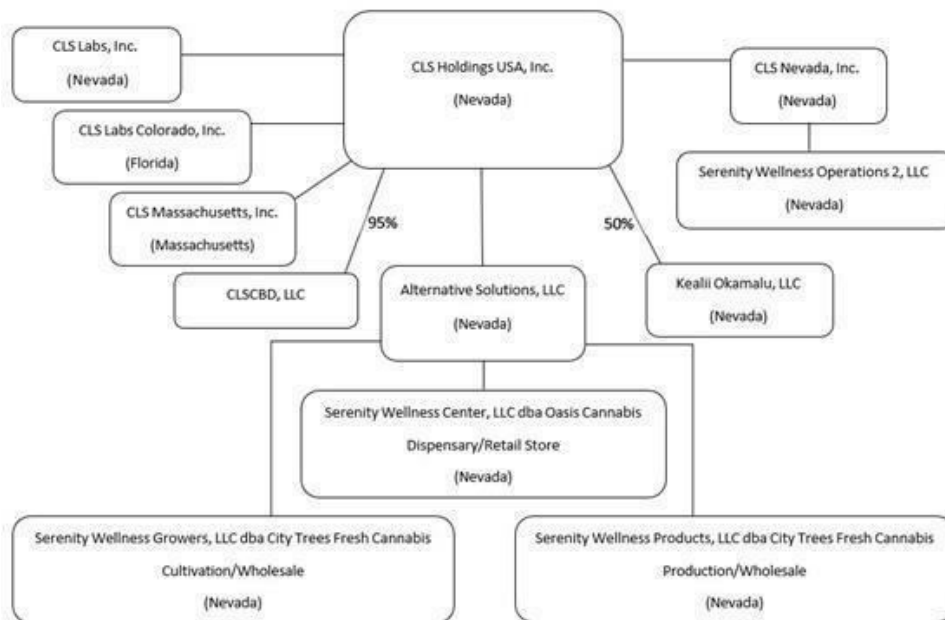 CLS Labs, Inc.
(Nevada)
CLS Holdings USA, Inc.
(Nevada)
CLS Nevada, Inc.
(Nevada)
CLS Labs Colorado, Inc.
(Florida)
Serenity Wellness Operations 2, LLC
(Nevada)
CLS Massachusetts, Inc.
(Massachusetts)
95%
50%
CLSCBD, LLC
Alternative Solutions, LLC
(Nevada)
Kealii Okamalu, LLC
(Nevada)
Serenity Wellness Center, LLC dba Oasis Cannabis
Dispensary/Retail Store
(Nevada)
Serenity Wellness Growers, LLC dba City Trees Fresh Cannabis
Cultivation/Wholesale
(Nevada)
Serenity Wellness Products, LLC dba City Trees Fresh Cannabis
Production/Wholesale
(Nevada)